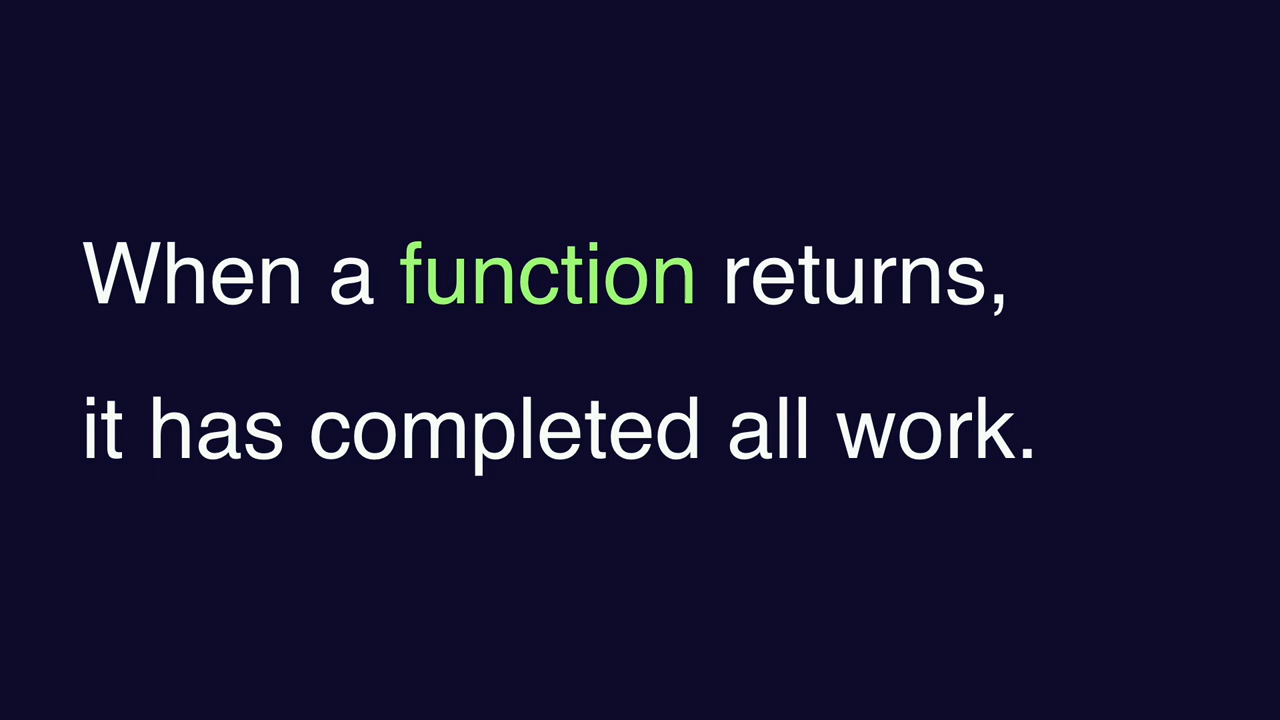 When a function returns,
it has completed all work.